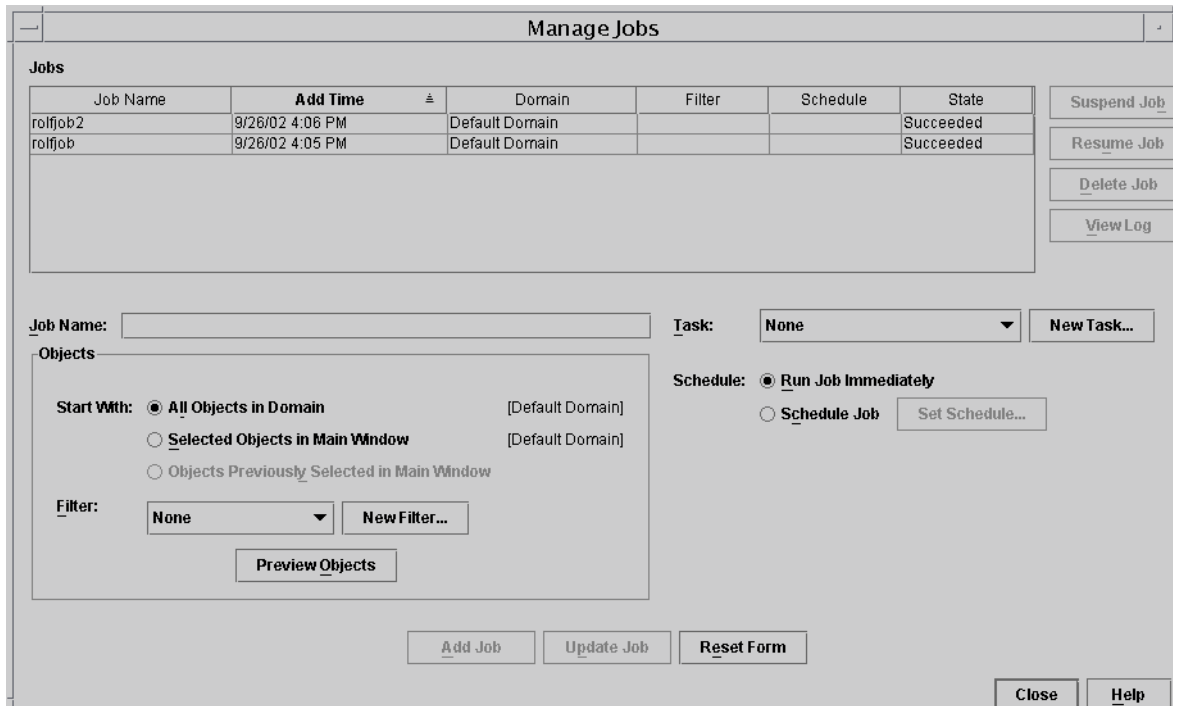 Manage Jobs
Jobs
Job Name Add Time Domain Filter Schedule State
rolfjob2 9/26/02 4:06 PM Default Domain Succeeded
rolfjob 9/26/02 4:05 PM Default Domain Succeeded
Suspend Job
Resume Job
Delete Job
View Log
Job Name:
Task: None New Task...
Objects
Start With: All Objects in Domain [Default Domain]
Selected Objects in Main Window [Default Domain]
Objects Previously Selected in Main Window
Filter: None New Filter...
Preview Objects
Schedule: Run Job Immediately
Schedule Job Set Schedule...
Add Job Update Job Reset Form
Close Help